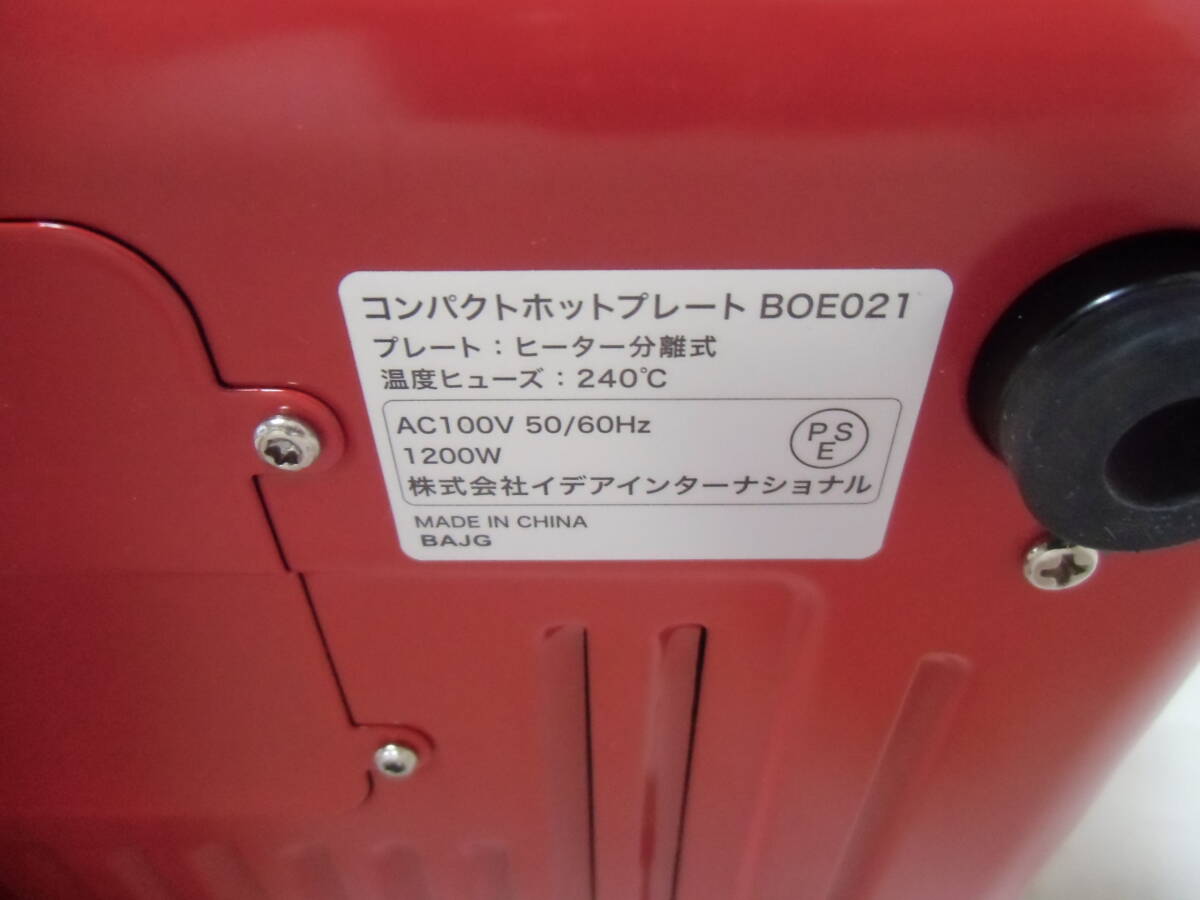 コンパクトホットプレート BOE021
プレート：ヒーター分離式
温度ヒューズ：240℃
AC100V 50/60Hz
1200W
PSE
株式会社イデアインターナショナル
MADE IN CHINA
BAJG